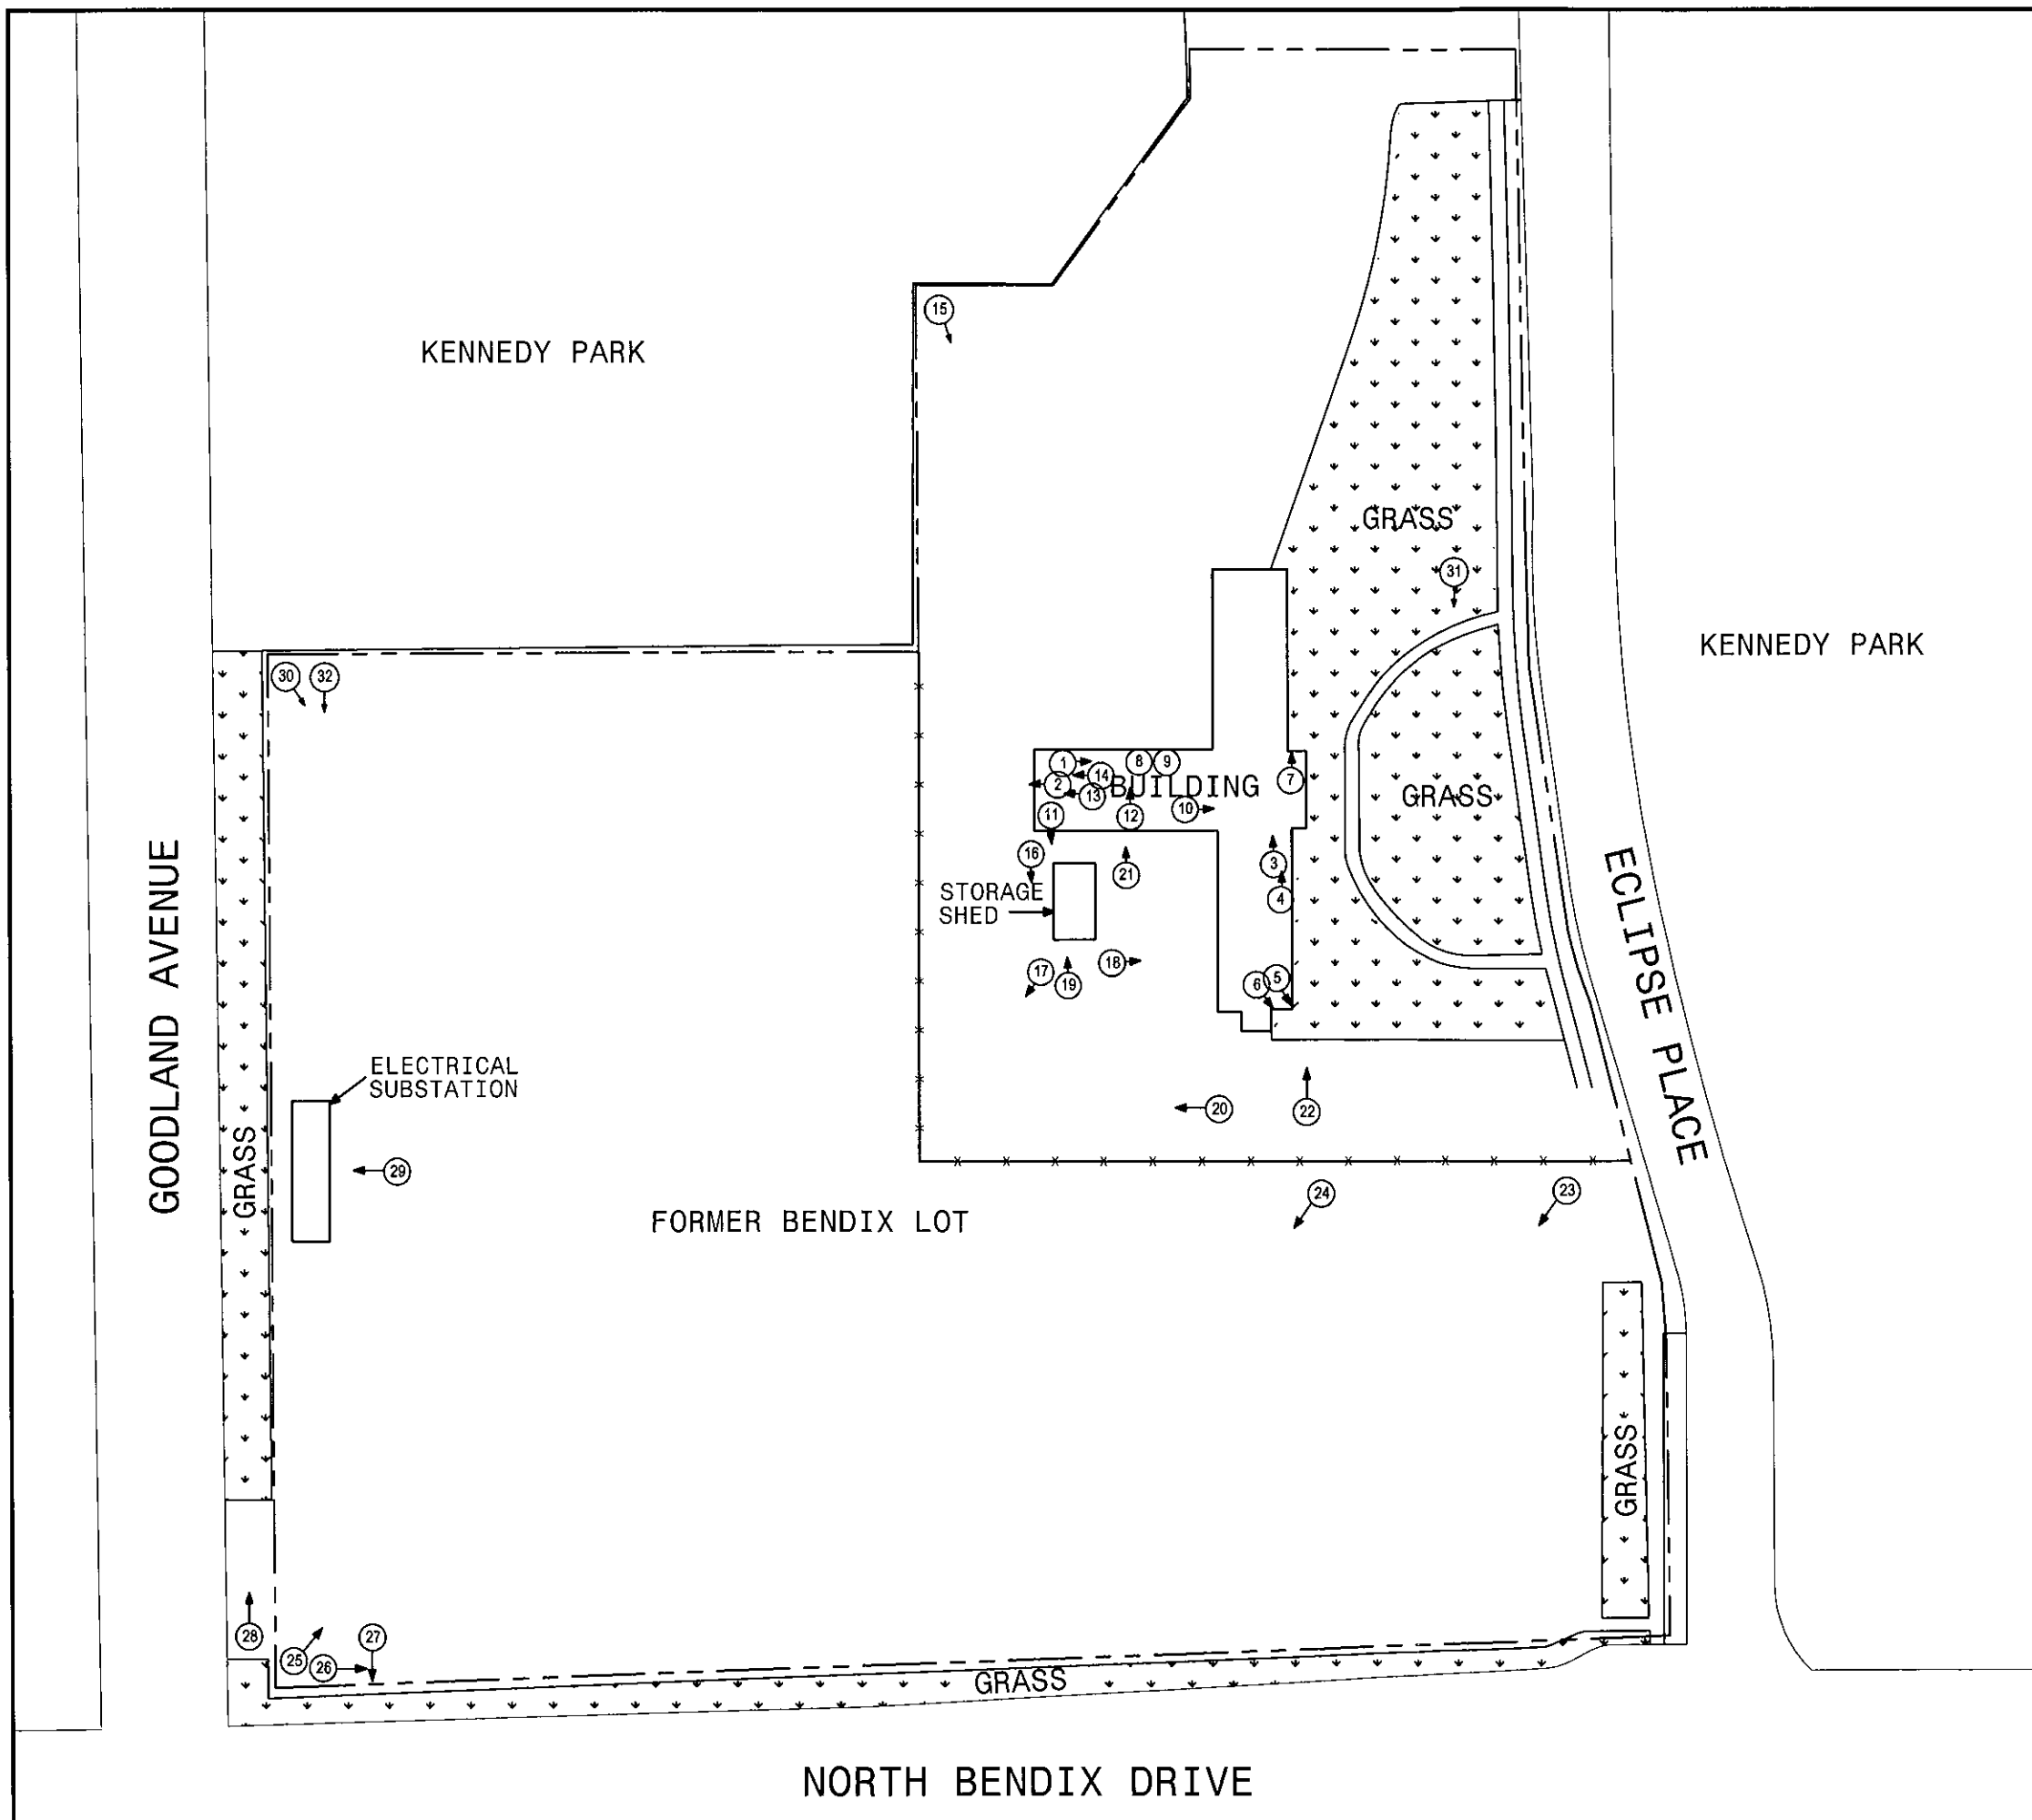 15
KENNEDY PARK
GRASS
31
KENNEDY PARK
30
32
1
8
9
14
2
BUILDING
7
13
10
GRASS
11
12
16
3
21
STORAGE
SHED
4
17
18
19
6
5
GOODLAND AVENUE
ECLIPSE PLACE
ELECTRICAL
SUBSTATION
20
22
GRASS
29
24
23
FORMER BENDIX LOT
GRASS
28
27
25
26
GRASS
NORTH BENDIX DRIVE